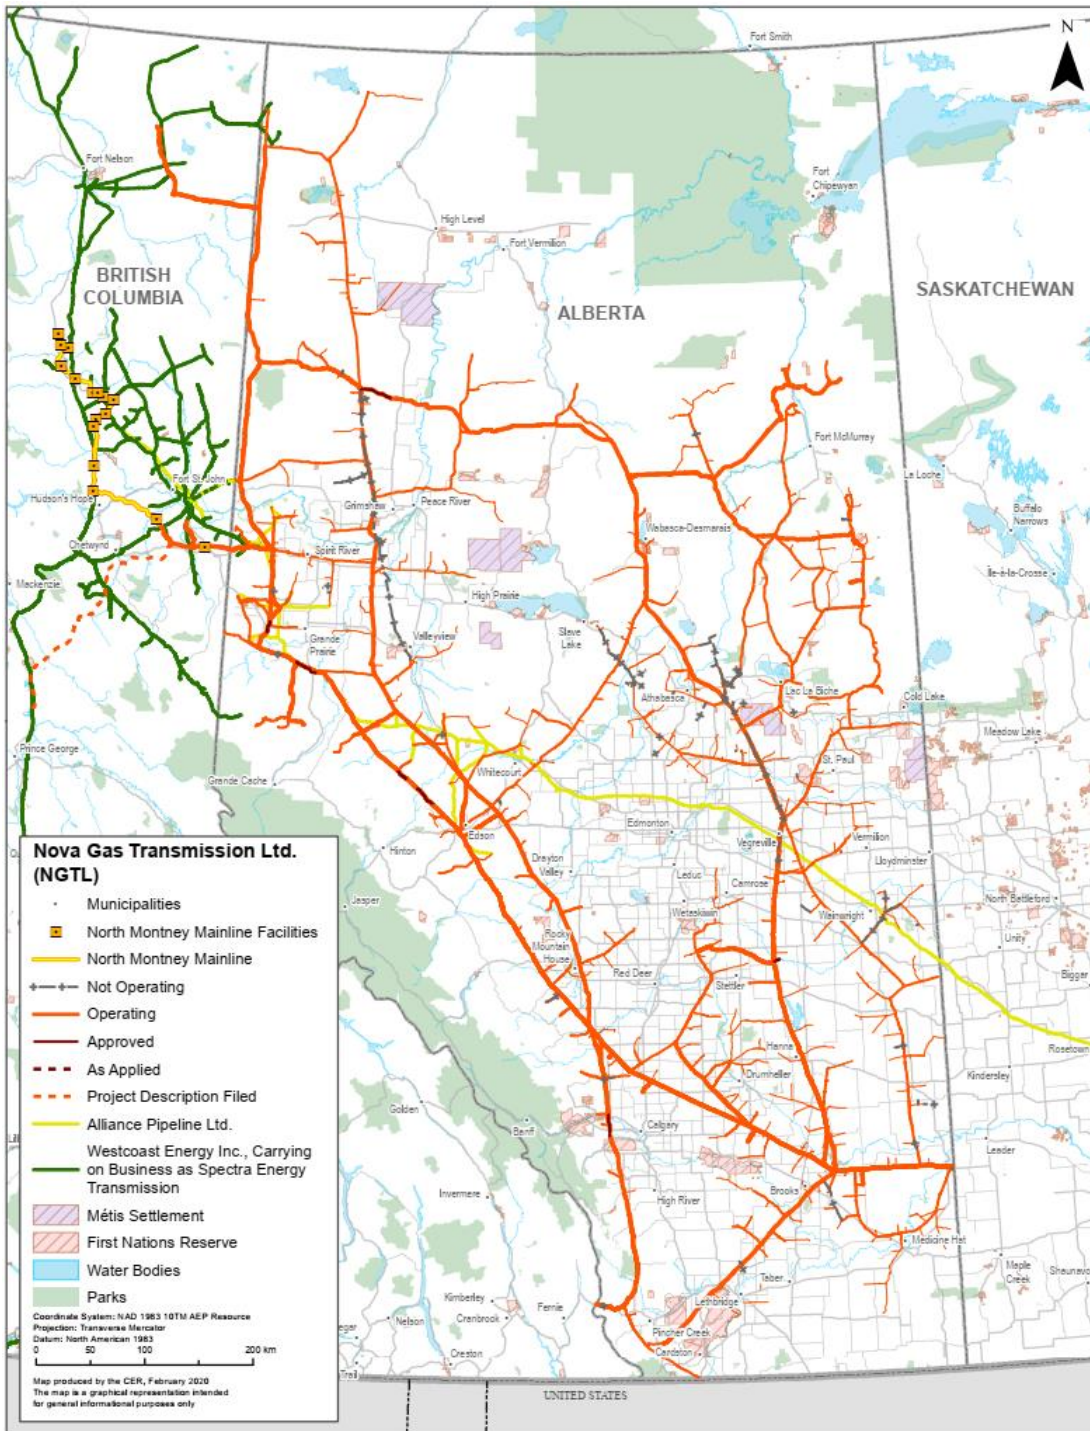 N
Fort Smith
Fort Nelson
Fort
Chipewyan
High Level
Fort Vermillion
BRITISH
COLUMBIA
ALBERTA
SASKATCHEWAN
Fort McMurray
La Loche
Fort St. John
Hudson's Hope
Grimshaw
Peace River
Buffalo
Narrows
Wabasca-Desmarais
Chetwynd
Spirit River
Mackenzie
Île-à-la-Crosse
High Prairie
Slave
Lake
Grande
Prairie
Valleyview
Athabasca
Lac La Biche
Cold Lake
Meadow Lake
Prince George
Grande Cache
Whitecourt
St. Paul
Edson
Edmonton
Vegreville
Vermilion
Lloydminster
Hinton
Drayton
Valley
Leduc
Camrose
Jasper
Wetaskiwin
Wainwright
North Battleford
Rocky
Mountain
House
Unity
Red Deer
Stettler
Biggar
Hanna
Rosetown
Drumheller
Kindersley
Golden
Banff
Calgary
Leader
Invermere
High River
Brooks
Medicine Hat
Maple
Creek
Shaunavo
Taber
Kimberley
Cranbrook
Fernie
Lethbridge
Nelson
Pincher Creek
Cardston
Creston
Trail
UNITED STATES
Nova Gas Transmission Ltd.
(NGTL)
Municipalities
North Montney Mainline Facilities
North Montney Mainline
Not Operating
Operating
Approved
As Applied
Project Description Filed
Alliance Pipeline Ltd.
Westcoast Energy Inc., Carrying
on Business as Spectra Energy
Transmission
Métis Settlement
First Nations Reserve
Water Bodies
Parks
Coordinate System: NAD 1983 10TM AEP Resource
Projection: Transverse Mercator
Datum: North American 1983
0 50 100 200 km
Map produced by the CER, February 2020
The map is a graphical representation intended
for general informational purposes only